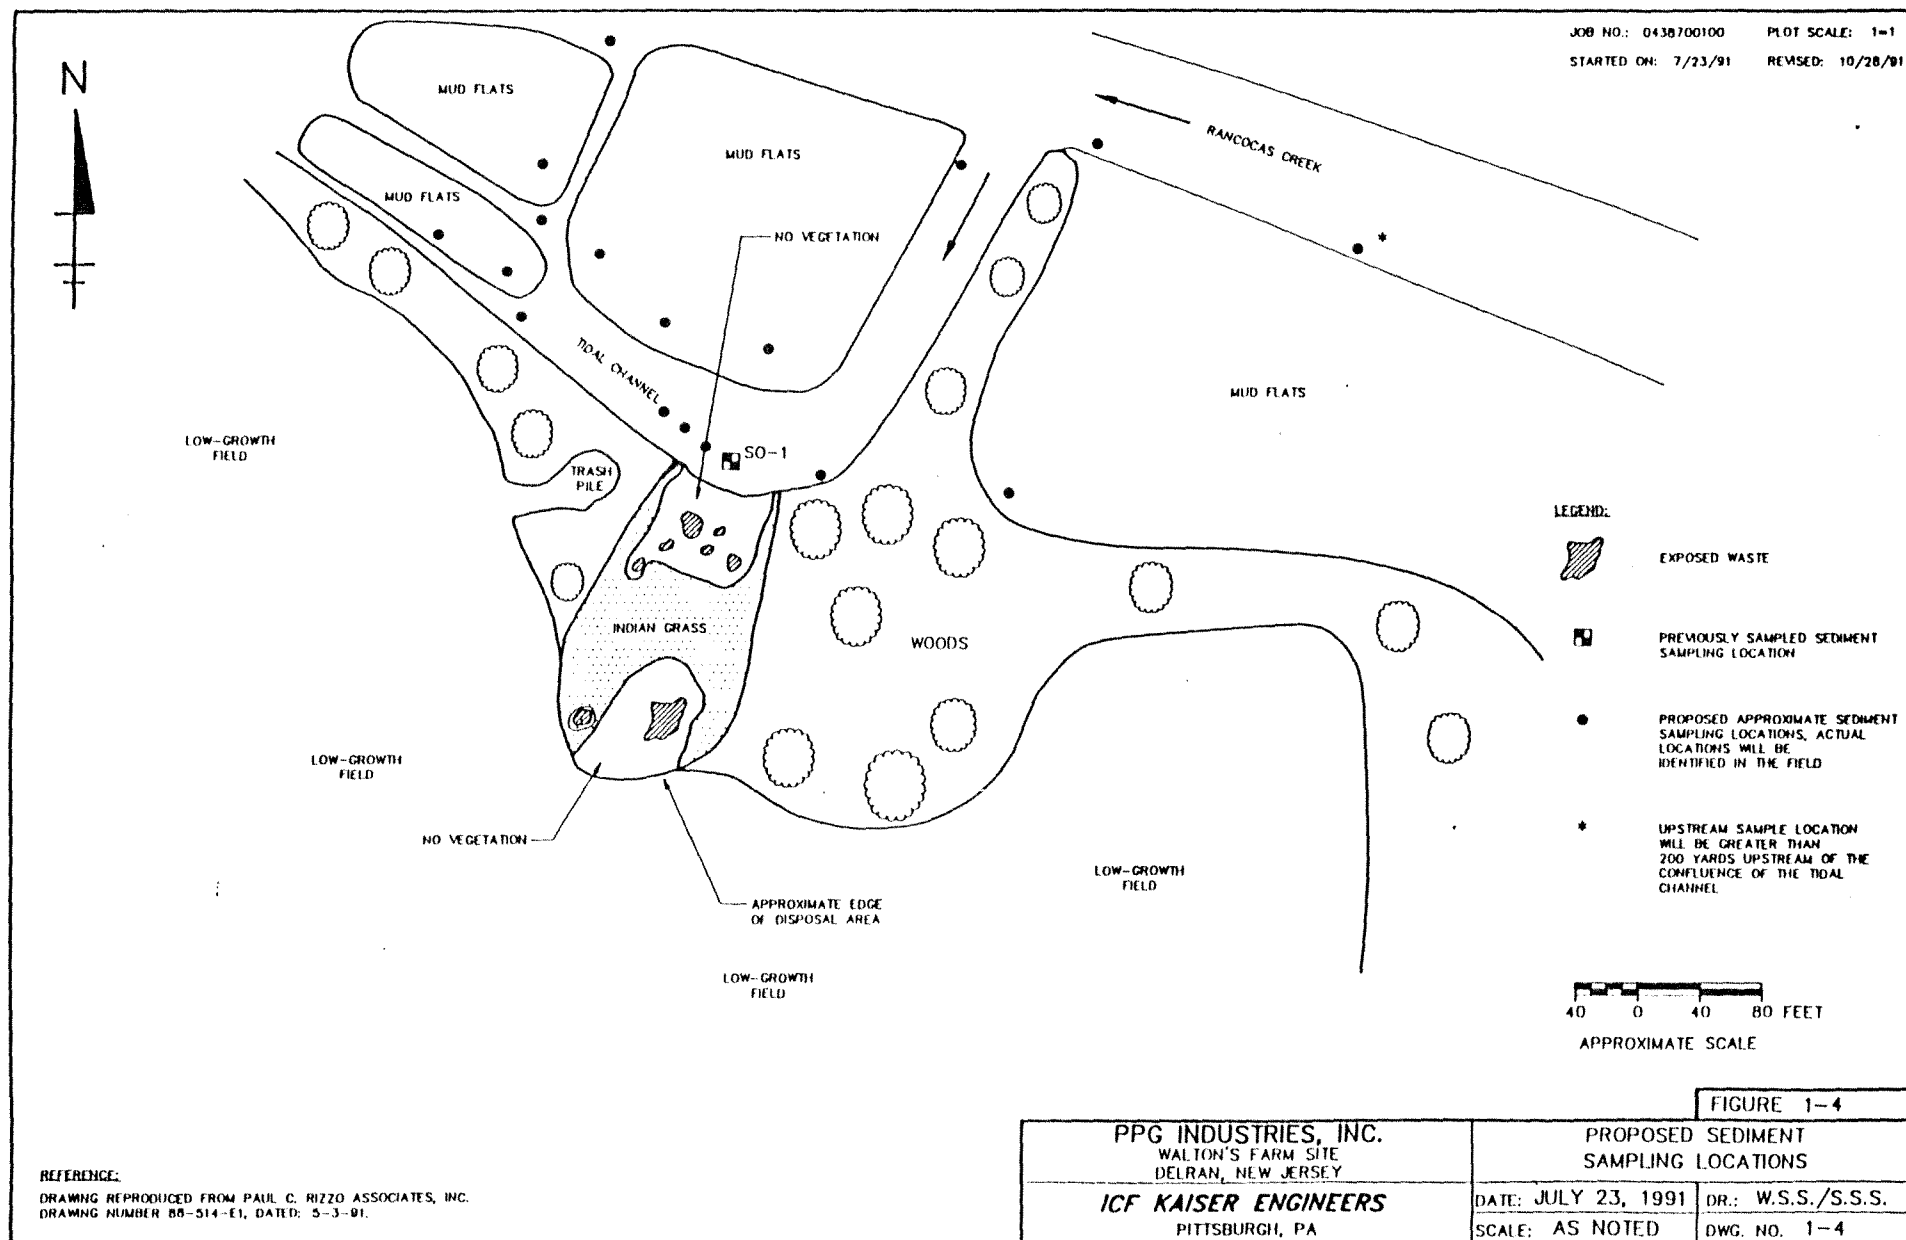 JOB NO.: 0438700100 PLOT SCALE: 1=1
STARTED ON: 7/23/91 REVISED: 10/28/91
N
MUD FLATS
MUD FLATS
MUD FLATS
RANCOCAS CREEK
NO VEGETATION
TIDAL CHANNEL
MUD FLATS
LOW-GROWTH
FIELD
SO-1
TRASH
PILE
INDIAN GRASS
WOODS
LOW-GROWTH
FIELD
NO VEGETATION
APPROXIMATE EDGE
OF DISPOSAL AREA
LOW-GROWTH
FIELD
LOW-GROWTH
FIELD
LEGEND:
EXPOSED WASTE
PREVIOUSLY SAMPLED SEDIMENT
SAMPLING LOCATION
PROPOSED APPROXIMATE SEDIMENT
SAMPLING LOCATIONS, ACTUAL
LOCATIONS WILL BE
IDENTIFIED IN THE FIELD
* UPSTREAM SAMPLE LOCATION
WILL BE GREATER THAN
200 YARDS UPSTREAM OF THE
CONFLUENCE OF THE TIDAL
CHANNEL
40 0 40 80 FEET
APPROXIMATE SCALE
FIGURE 1-4
PPG INDUSTRIES, INC.
WALTON'S FARM SITE
DELRAN, NEW JERSEY
ICF KAISER ENGINEERS
PITTSBURGH, PA
PROPOSED SEDIMENT
SAMPLING LOCATIONS
DATE: JULY 23, 1991 DR.: W.S.S./S.S.S.
SCALE: AS NOTED DWG. NO. 1-4
REFERENCE:
DRAWING REPRODUCED FROM PAUL C. RIZZO ASSOCIATES, INC.
DRAWING NUMBER 88-514-E1, DATED: 5-3-91.